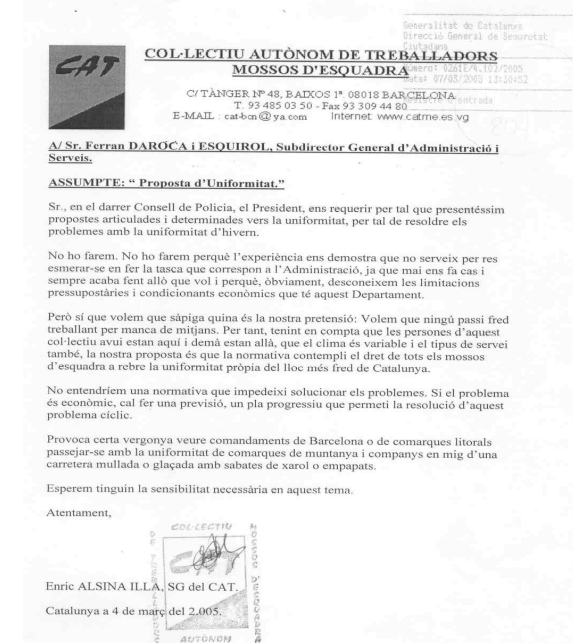 Generalitat de Catalunya
Direcció General de Seguretat
Ciutadana
Número: 0261E/4.102/2005
Data: 07/03/2005 13:10:52
Registre d'entrada
CAT
COL·LECTIU AUTÒNOM DE TREBALLADORS
MOSSOS D'ESQUADRA
C/ TÀNGER Nº 48, BAIXOS 1ª. 08018 BARCELONA
T. 93 485 03 50 - Fax 93 309 44 80
E-MAIL : cat-bcn@ya.com Internet: www.catme.es.vg
A/ Sr. Ferran DAROCA i ESQUIROL, Subdirector General d'Administració i
Serveis.
ASSUMPTE: “ Proposta d'Uniformitat.”
Sr., en el darrer Consell de Policia, el President, ens requerir per tal que presentéssim
propostes articulades i determinades vers la uniformitat, per tal de resoldre els
problemes amb la uniformitat d'hivern.
No ho farem. No ho farem perquè l'experiència ens demostra que no serveix per res
esmerar-se en fer la tasca que correspon a l'Administració, ja que mai ens fa cas i
sempre acaba fent allò que vol i perquè, òbviament, desconeixem les limitacions
pressupostàries i condicionants econòmics que té aquest Departament.
Però sí que volem que sàpiga quina és la nostra pretensió: Volem que ningú passi fred
treballant per manca de mitjans. Per tant, tenint en compta que les persones d'aquest
col·lectiu avui estan aquí i demà estan allà, que el clima és variable i el tipus de servei
també, la nostra proposta és que la normativa contempli el dret de tots els mossos
d'esquadra a rebre la uniformitat pròpia del lloc més fred de Catalunya.
No entendríem una normativa que impedeixi solucionar els problemes. Si el problema
és econòmic, cal fer una previsió, un pla progressiu que permeti la resolució d'aquest
problema cíclic.
Provoca certa vergonya veure comandaments de Barcelona o de comarques litorals
passejar-se amb la uniformitat de comarques de muntanya i companys en mig d'una
carretera mullada o glaçada amb sabates de xarol o empapats.
Esperem tinguin la sensibilitat necessària en aquest tema.
Atentament,
COL·LECTIU
MOSSOS D'ESQUADRA
AUTÒNOM
CAT
Enric ALSINA ILLA, SG del CAT.
Catalunya a 4 de març del 2.005.